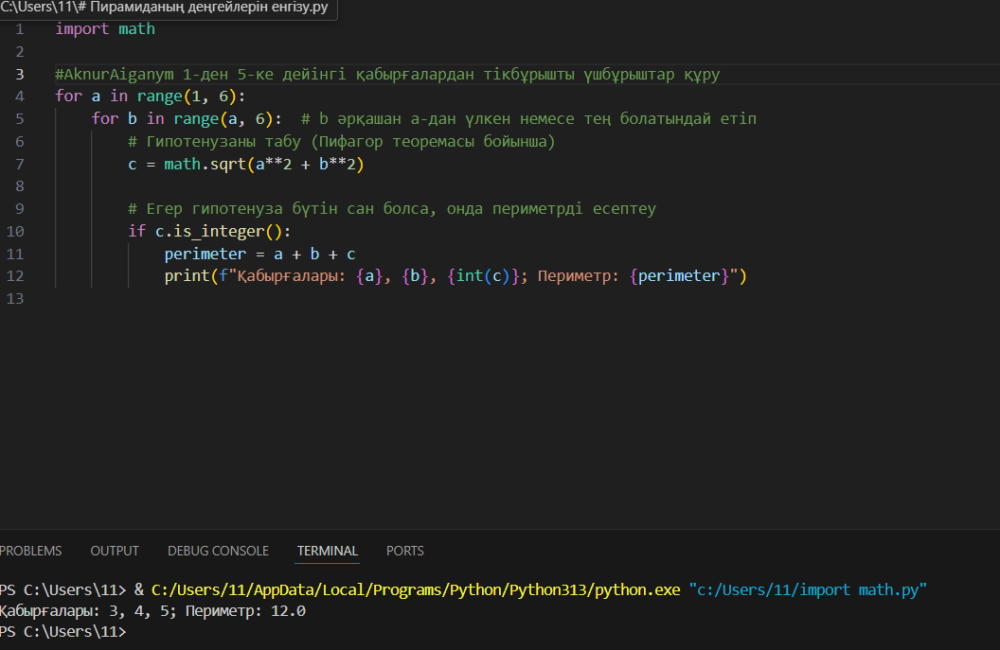 C:\Users\11\# Пирамиданың деңгейлерін енгізу.py
1 import math
2
3 #AknurAiganym 1-ден 5-ке дейінгі қабырғалардан тікбұрышты үшбұрыштар құру
4 for a in range(1, 6):
5 for b in range(a, 6):  # b әрқашан a-дан үлкен немесе тең болатындай етіп
6 # Гипотенузаны табу (Пифагор теоремасы бойынша)
7 c = math.sqrt(a**2 + b**2)
8
9 # Егер гипотенуза бүтін сан болса, онда периметрді есептеу
10 if c.is_integer():
11 perimeter = a + b + c
12 print(f"Қабырғалары: {a}, {b}, {int(c)}; Периметр: {perimeter}")
13
PROBLEMS OUTPUT DEBUG CONSOLE TERMINAL PORTS
PS C:\Users\11> & C:/Users/11/AppData/Local/Programs/Python/Python313/python.exe "c:/Users/11/import math.py"
Қабырғалары: 3, 4, 5; Периметр: 12.0
PS C:\Users\11>